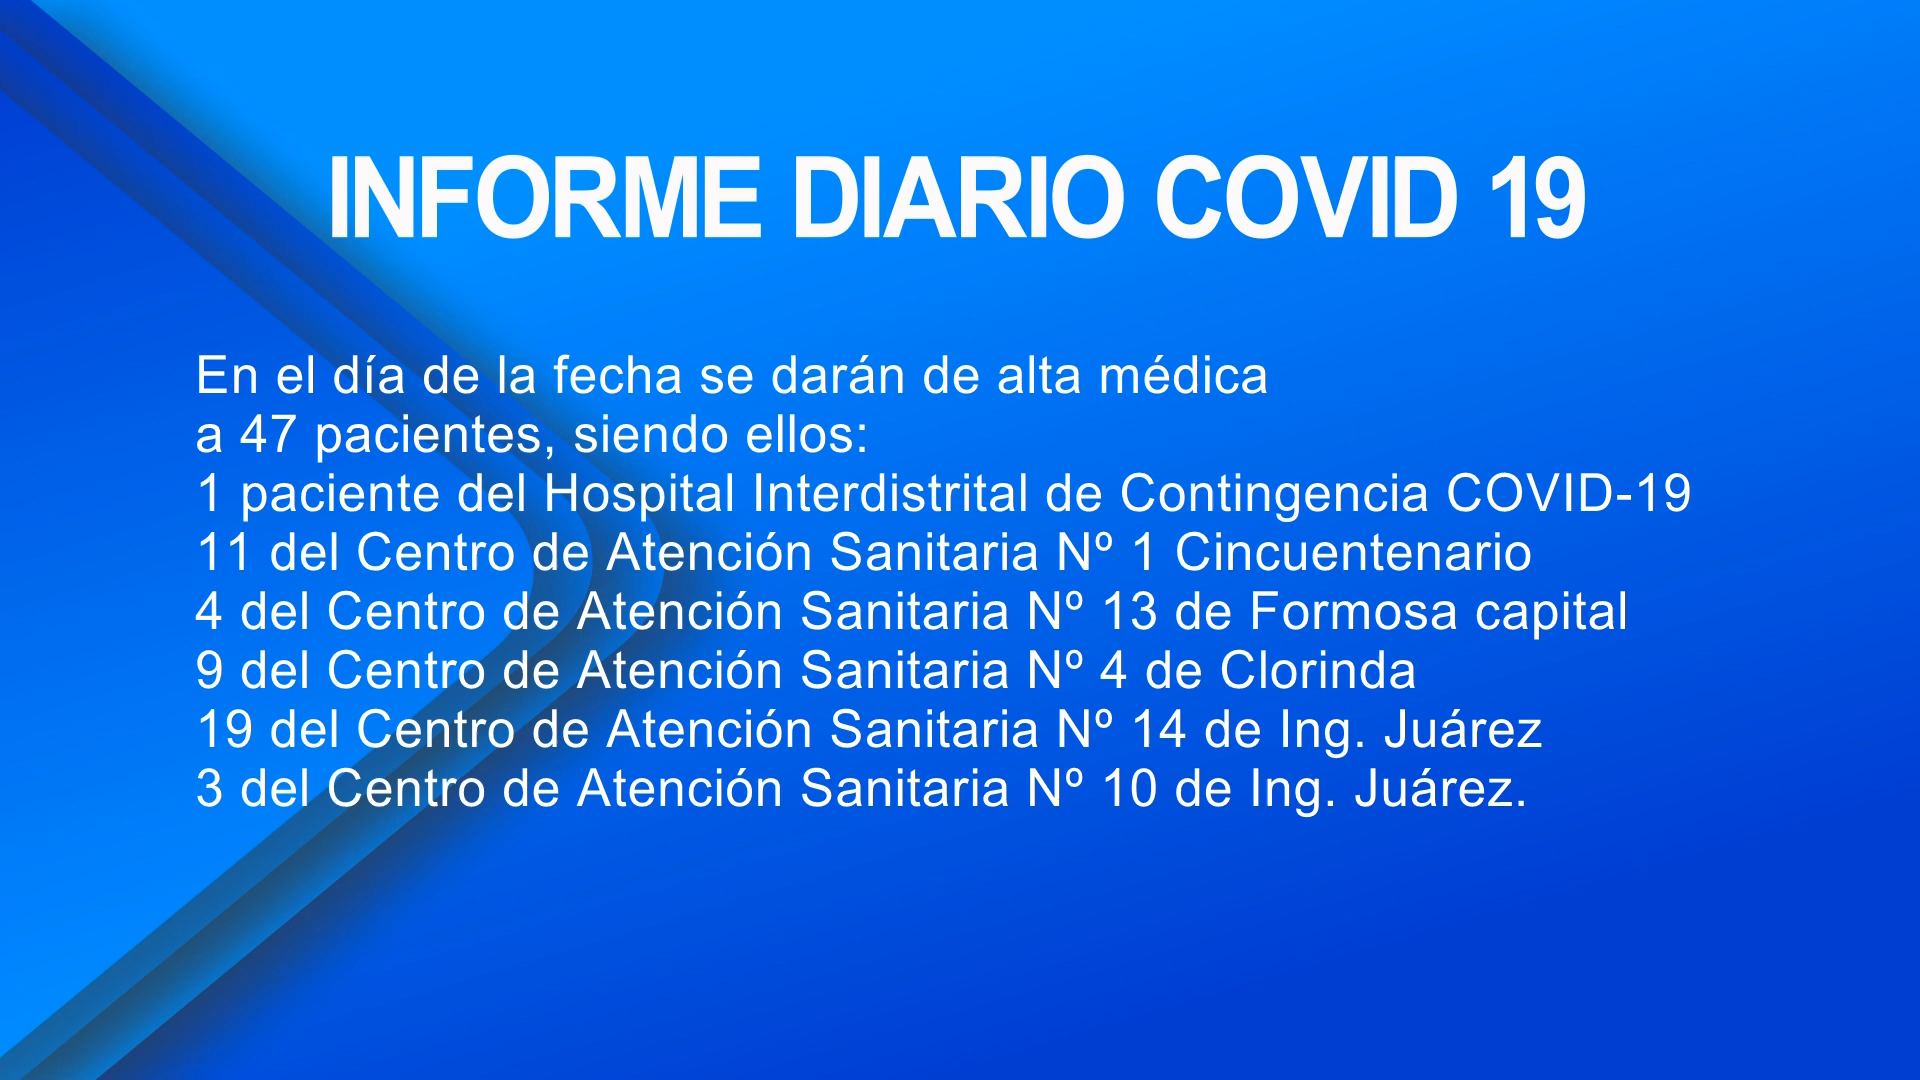 INFORME DIARIO COVID 19
En el día de la fecha se darán de alta médica
a 47 pacientes, siendo ellos:
1 paciente del Hospital Interdistrital de Contingencia COVID-19
11 del Centro de Atención Sanitaria Nº 1 Cincuentenario
4 del Centro de Atención Sanitaria Nº 13 de Formosa capital
9 del Centro de Atención Sanitaria Nº 4 de Clorinda
19 del Centro de Atención Sanitaria Nº 14 de Ing. Juárez
3 del Centro de Atención Sanitaria Nº 10 de Ing. Juárez.